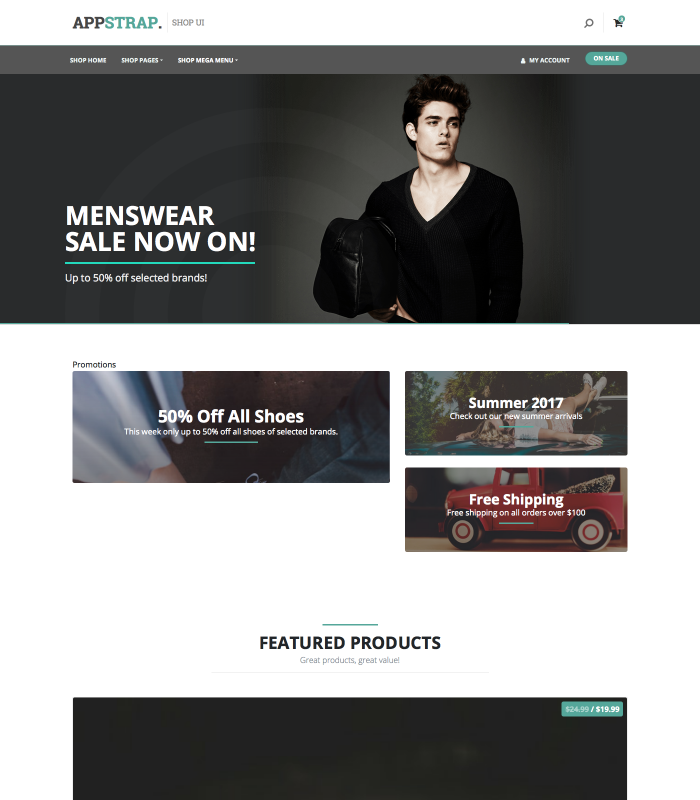 APPSTRAP.
SHOP UI
SHOP HOME
SHOP PAGES
SHOP MEGA MENU
MY ACCOUNT
ON SALE
MENSWEAR
SALE NOW ON!
Up to 50% off selected brands!
Promotions
50% Off All Shoes
This week only up to 50% off all shoes of selected brands.
Summer 2017
Check out our new summer arrivals
Free Shipping
Free shipping on all orders over $100
FEATURED PRODUCTS
Great products, great value!
$24.99 / $19.99